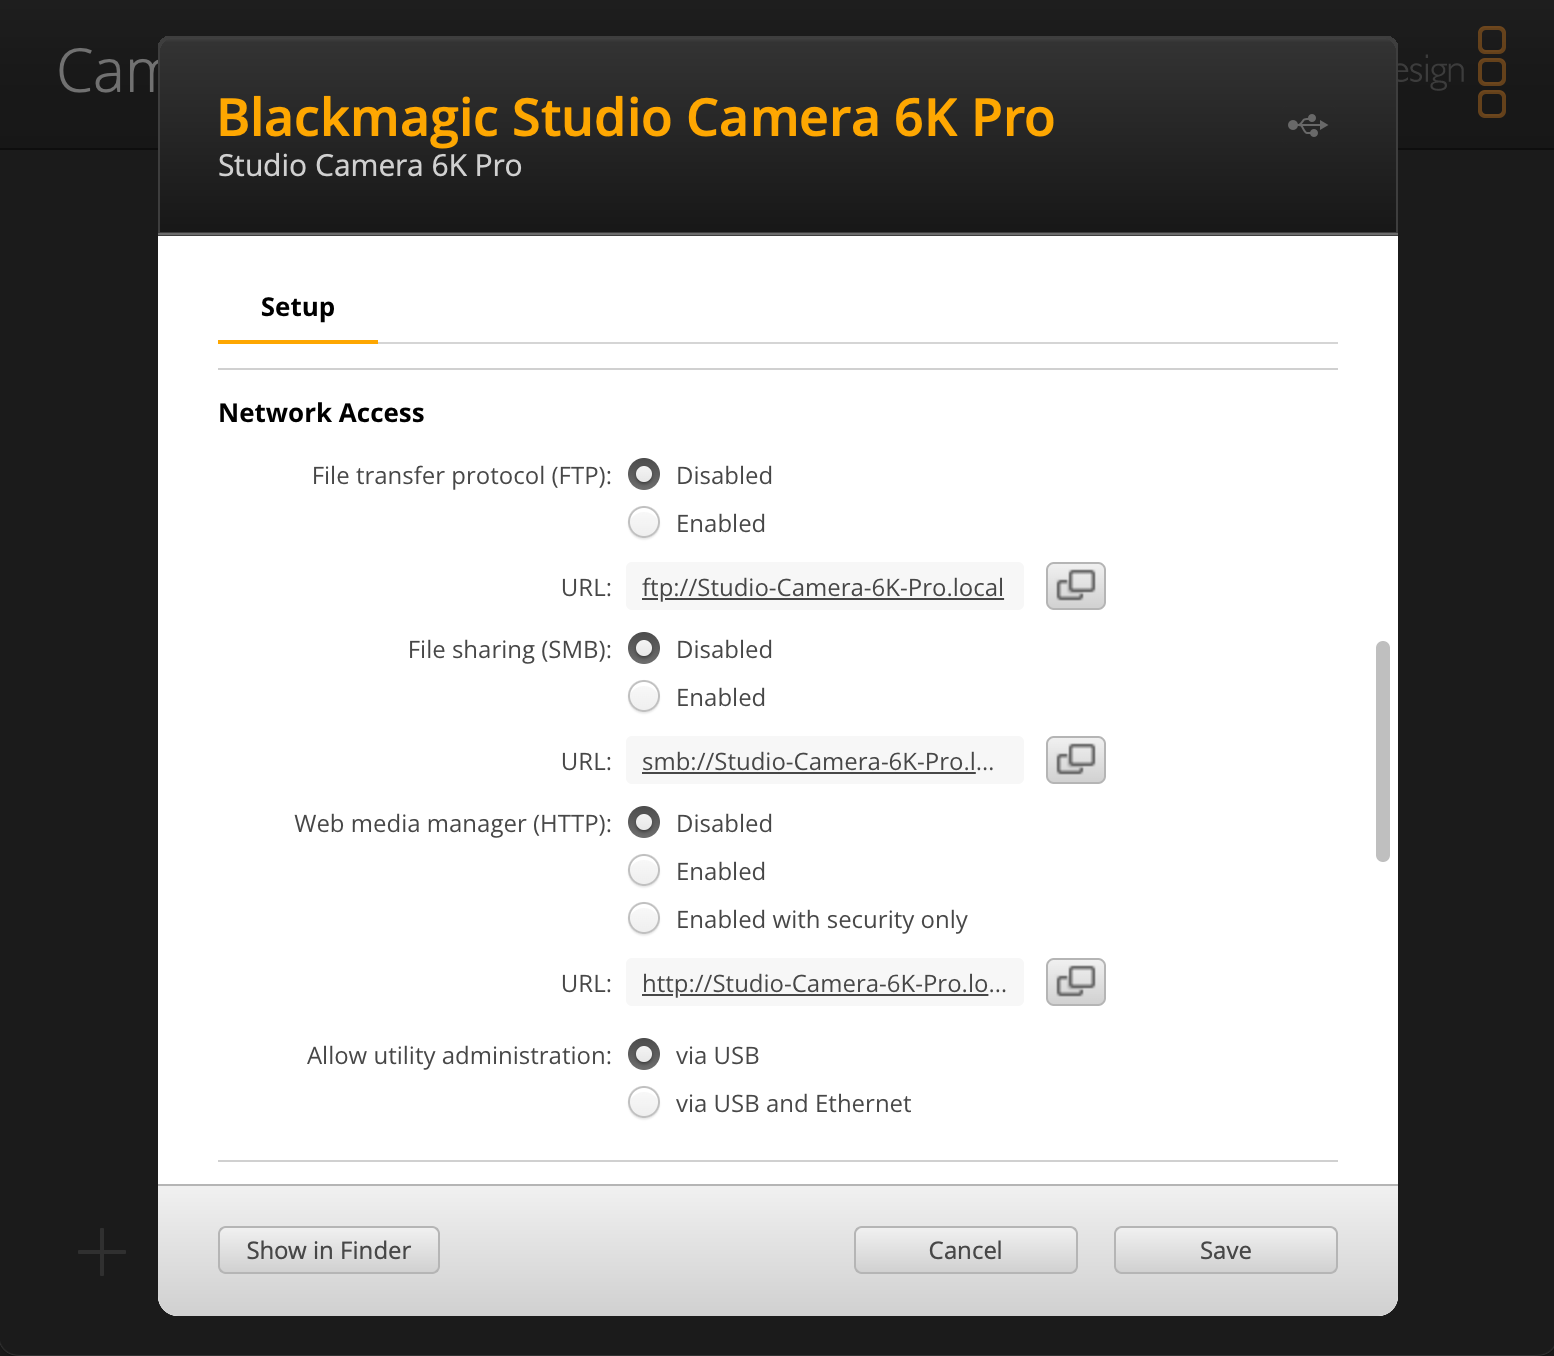 Cam
esign
Blackmagic Studio Camera 6K Pro
Studio Camera 6K Pro
Setup
Network Access
File transfer protocol (FTP): Disabled
Enabled
URL: ftp://Studio-Camera-6K-Pro.local
File sharing (SMB): Disabled
Enabled
URL: smb://Studio-Camera-6K-Pro.l...
Web media manager (HTTP): Disabled
Enabled
Enabled with security only
URL: http://Studio-Camera-6K-Pro.lo...
Allow utility administration: via USB
via USB and Ethernet
Show in Finder Cancel Save